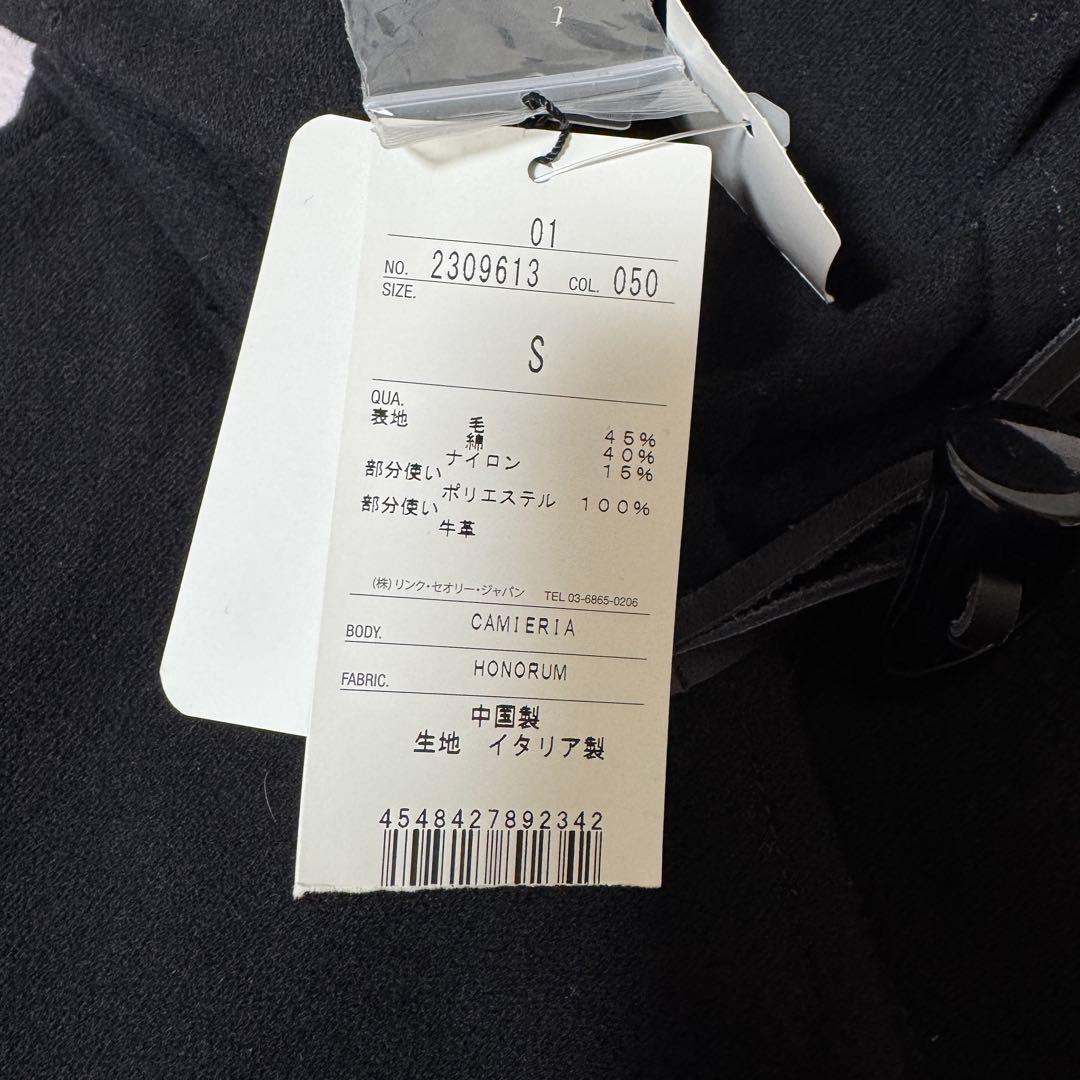 t
01
NO. 2309613 COL. 050
SIZE.
S
QUA.
表地 毛 45%
綿 40%
ナイロン 15%
部分使い
ポリエステル 100%
部分使い
牛革
(株)リンク・セオリー・ジャパン TEL 03-6865-0206
BODY. CAMIERIA
FABRIC. HONORUM
中国製
生地 イタリア製
4548427892342